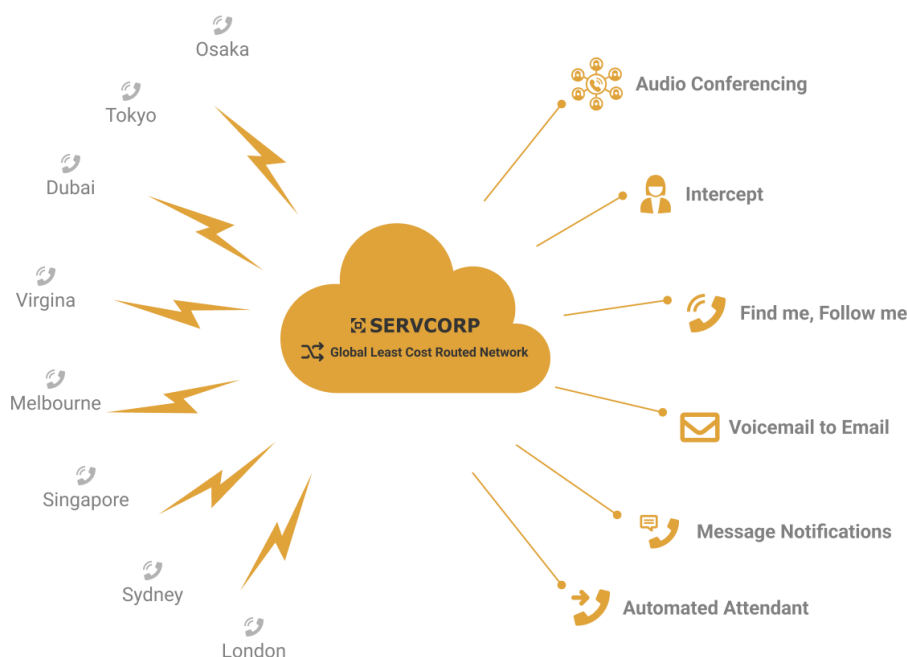 Osaka
Tokyo
Dubai
Virgina
Melbourne
Singapore
Sydney
London
SERVCORP
Global Least Cost Routed Network
Audio Conferencing
Intercept
Find me, Follow me
Voicemail to Email
Message Notifications
Automated Attendant